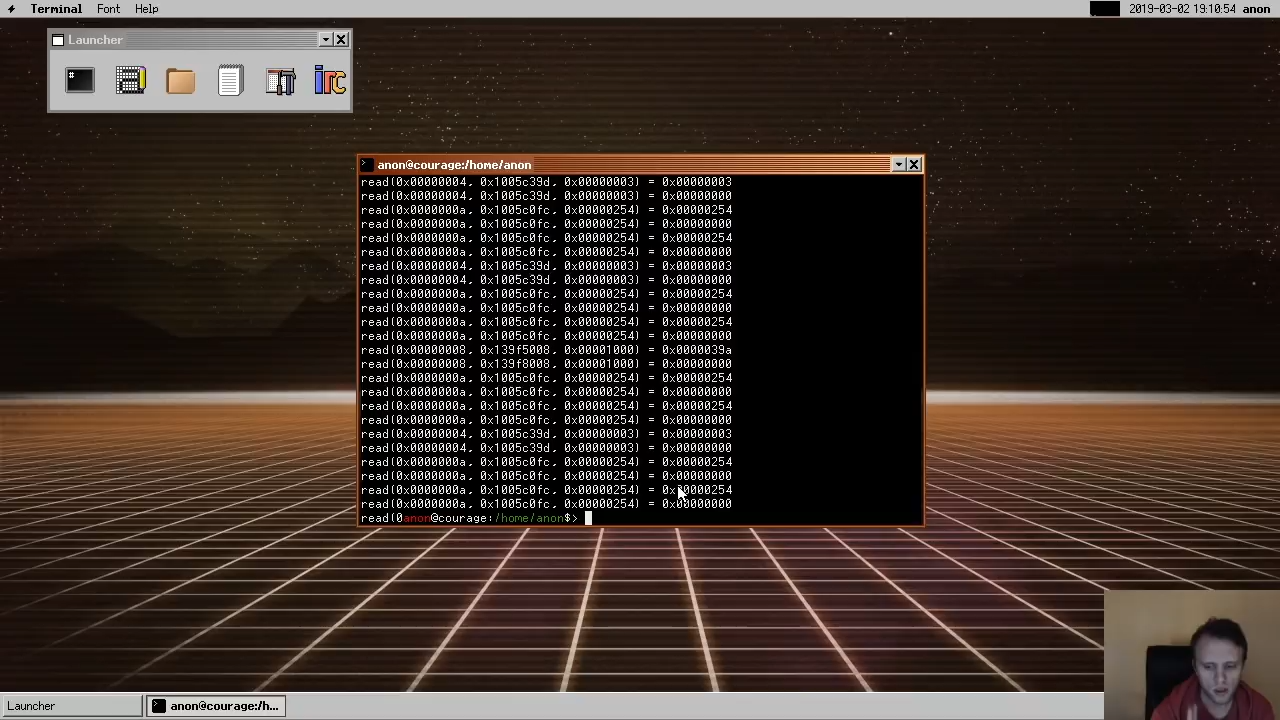 Terminal Font Help 2019-03-02 19:10:54 anon
Launcher
irc
anon@courage:/home/anon
read(0x00000004, 0x1005c39d, 0x00000003) = 0x00000003
read(0x00000004, 0x1005c39d, 0x00000003) = 0x00000000
read(0x0000000a, 0x1005c0fc, 0x00000254) = 0x00000254
read(0x0000000a, 0x1005c0fc, 0x00000254) = 0x00000000
read(0x0000000a, 0x1005c0fc, 0x00000254) = 0x00000254
read(0x0000000a, 0x1005c0fc, 0x00000254) = 0x00000000
read(0x00000004, 0x1005c39d, 0x00000003) = 0x00000003
read(0x00000004, 0x1005c39d, 0x00000003) = 0x00000000
read(0x0000000a, 0x1005c0fc, 0x00000254) = 0x00000254
read(0x0000000a, 0x1005c0fc, 0x00000254) = 0x00000000
read(0x0000000a, 0x1005c0fc, 0x00000254) = 0x00000254
read(0x0000000a, 0x1005c0fc, 0x00000254) = 0x00000000
read(0x00000008, 0x139f5008, 0x00001000) = 0x0000039a
read(0x00000008, 0x139f8008, 0x00001000) = 0x00000000
read(0x0000000a, 0x1005c0fc, 0x00000254) = 0x00000254
read(0x0000000a, 0x1005c0fc, 0x00000254) = 0x00000000
read(0x0000000a, 0x1005c0fc, 0x00000254) = 0x00000254
read(0x0000000a, 0x1005c0fc, 0x00000254) = 0x00000000
read(0x00000004, 0x1005c39d, 0x00000003) = 0x00000003
read(0x00000004, 0x1005c39d, 0x00000003) = 0x00000000
read(0x0000000a, 0x1005c0fc, 0x00000254) = 0x00000254
read(0x0000000a, 0x1005c0fc, 0x00000254) = 0x00000000
read(0x0000000a, 0x1005c0fc, 0x00000254) = 0x00000254
read(0x0000000a, 0x1005c0fc, 0x00000254) = 0x00000000
read(0anon@courage:/home/anon$>
Launcher
anon@courage:/h...